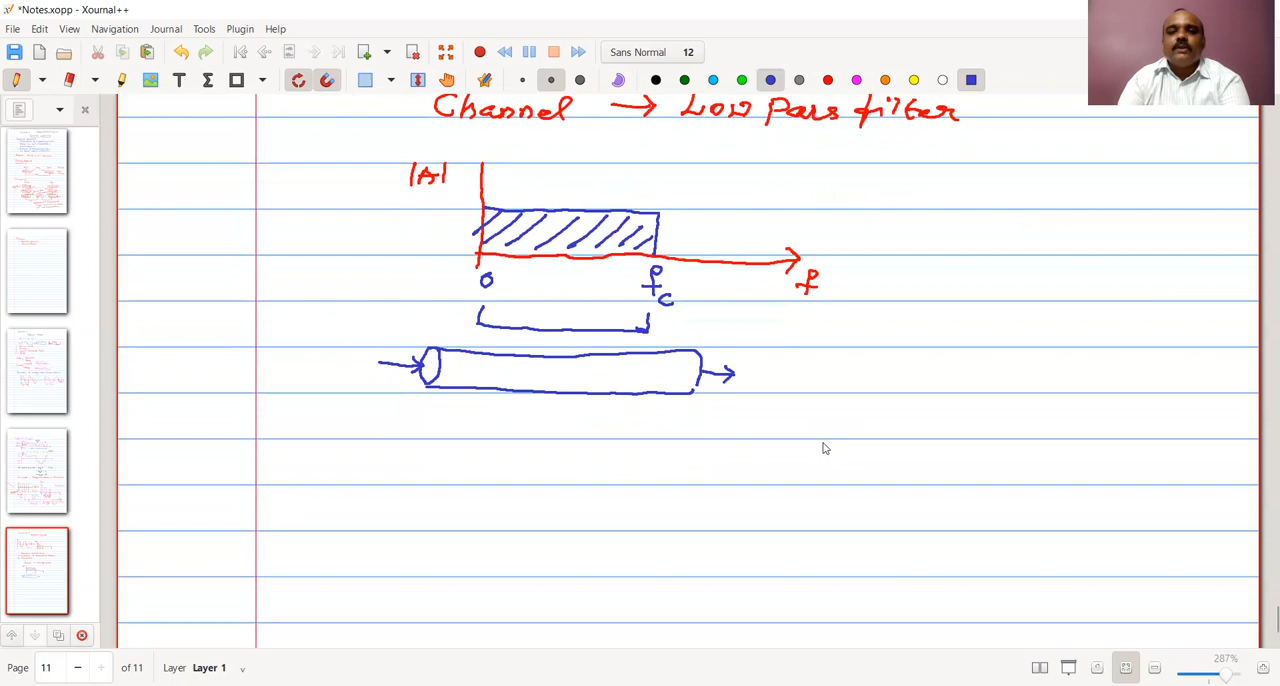 *Notes.xopp - Xournal++
File Edit View Navigation Journal Tools Plugin Help
Sans Normal 12
Channel → Low Pass filter
|A|
0 fc f
Page 11 of 11 Layer Layer 1
287%